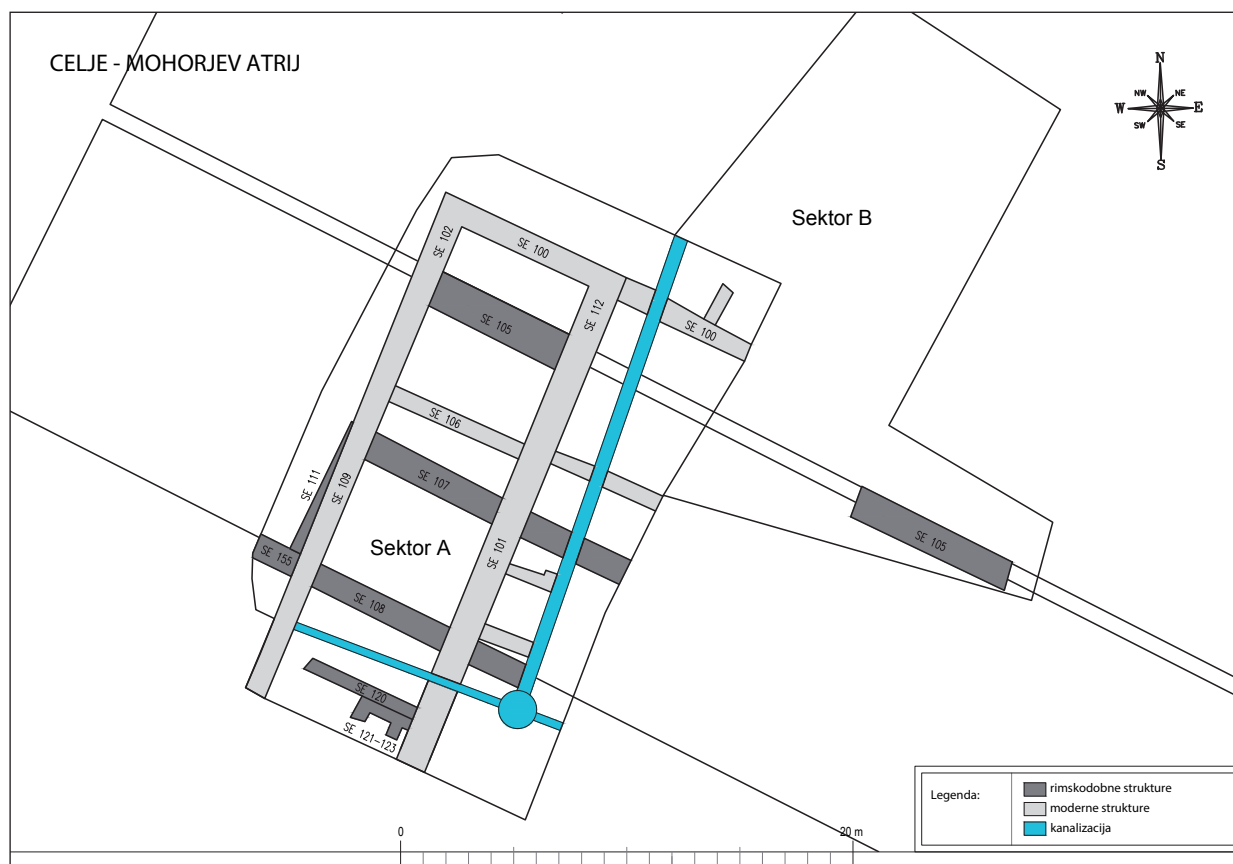 CELJE - MOHORJEV ATRIJ
N
NW NE
W E
SW SE
S
Sektor B
SE 102
SE 100
SE 112
SE 105
SE 100
SE 106
SE 107
SE 111
SE 109
Sektor A
SE 101
SE 105
SE 155
SE 108
SE 120
SE 121-123
Legenda:
rimskodobne strukture
moderne strukture
kanalizacija
0 20 m